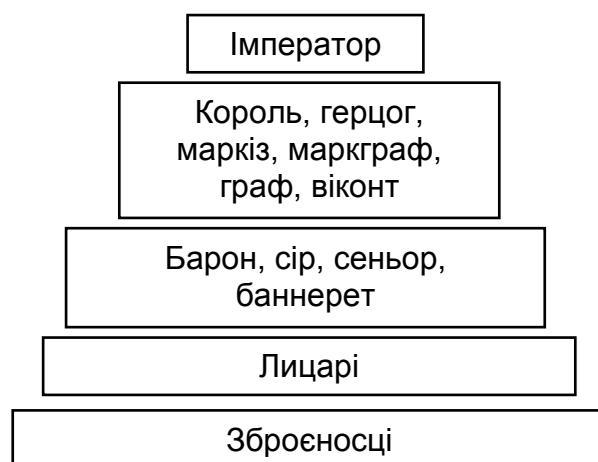 Імператор
Король, герцог,
маркіз, маркграф,
граф, віконт
Барон, сір, сеньор,
баннерет
Лицарі
Зброєносці